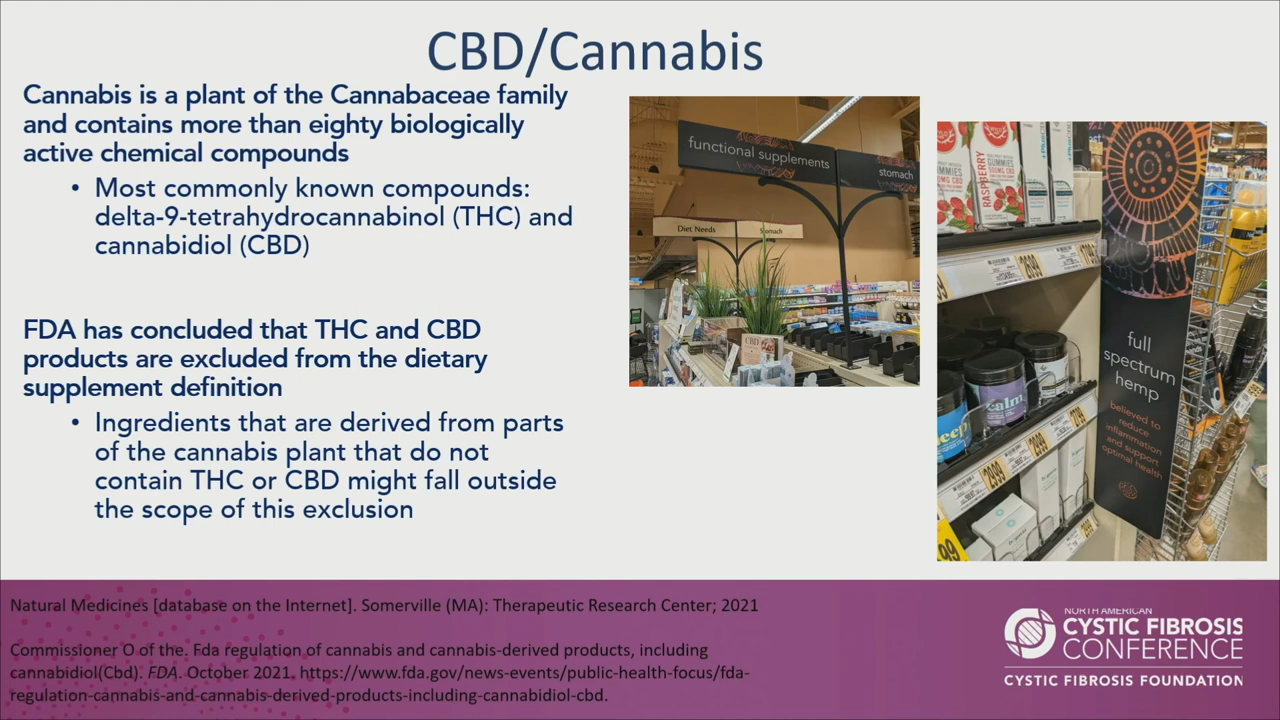 CBD/Cannabis
Cannabis is a plant of the Cannabaceae family
and contains more than eighty biologically
active chemical compounds
• Most commonly known compounds:
delta-9-tetrahydrocannabinol (THC) and
cannabidiol (CBD)
FDA has concluded that THC and CBD
products are excluded from the dietary
supplement definition
• Ingredients that are derived from parts
of the cannabis plant that do not
contain THC or CBD might fall outside
the scope of this exclusion
functional supplements
stomach
Diet Needs
Stomach
CBD
RASPBERRY
GUMMIES
calm
2699
2999
2999
2799
full
spectrum
hemp
believed to
reduce
inflammation
and support
optimal health
Natural Medicines [database on the Internet]. Somerville (MA): Therapeutic Research Center; 2021
Commissioner O of the. Fda regulation of cannabis and cannabis-derived products, including
cannabidiol(Cbd). FDA. October 2021. https://www.fda.gov/news-events/public-health-focus/fda-
regulation-cannabis-and-cannabis-derived-products-including-cannabidiol-cbd.
NORTH AMERICAN
CYSTIC FIBROSIS
CONFERENCE
CYSTIC FIBROSIS FOUNDATION